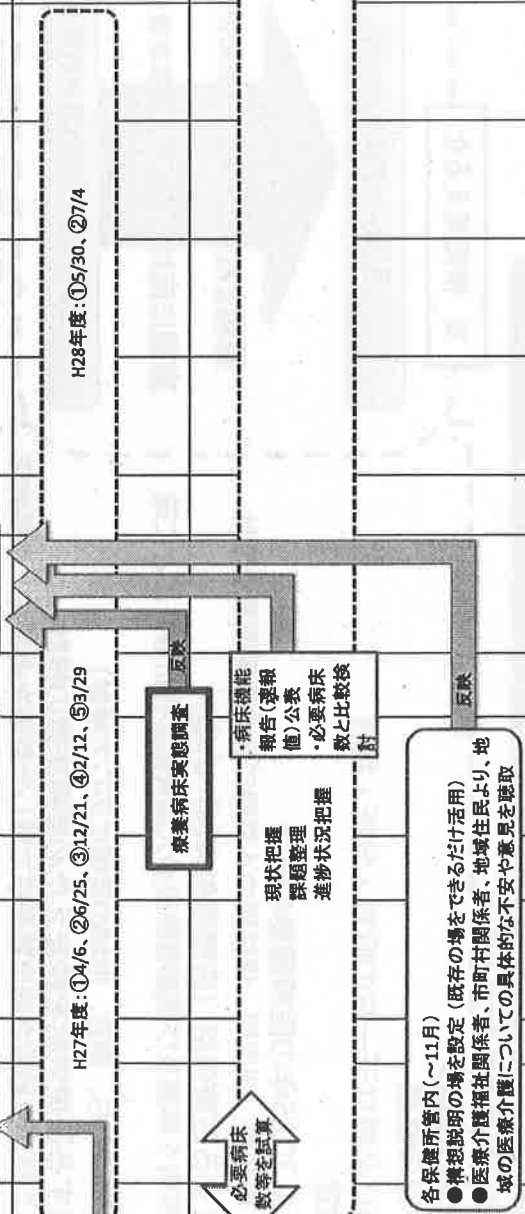 H27年度:①4/6、②6/25、③12/21、④2/12、⑤3/29
H28年度:①5/30、②7/4
療養病床実態調査
反映
必要病床
数等を試算
現状把握
課題整理
進捗状況把握
・病床機能
報告(速報
値)公表
・必要病床
数と比較検
討
各保健所管内(~11月)
●構想説明の場を設定(既存の場をできるだけ活用)
●医療介護福祉関係者、市町村関係者、地域住民より、地
域の医療介護についての具体的な不安や意見を聴取
反映